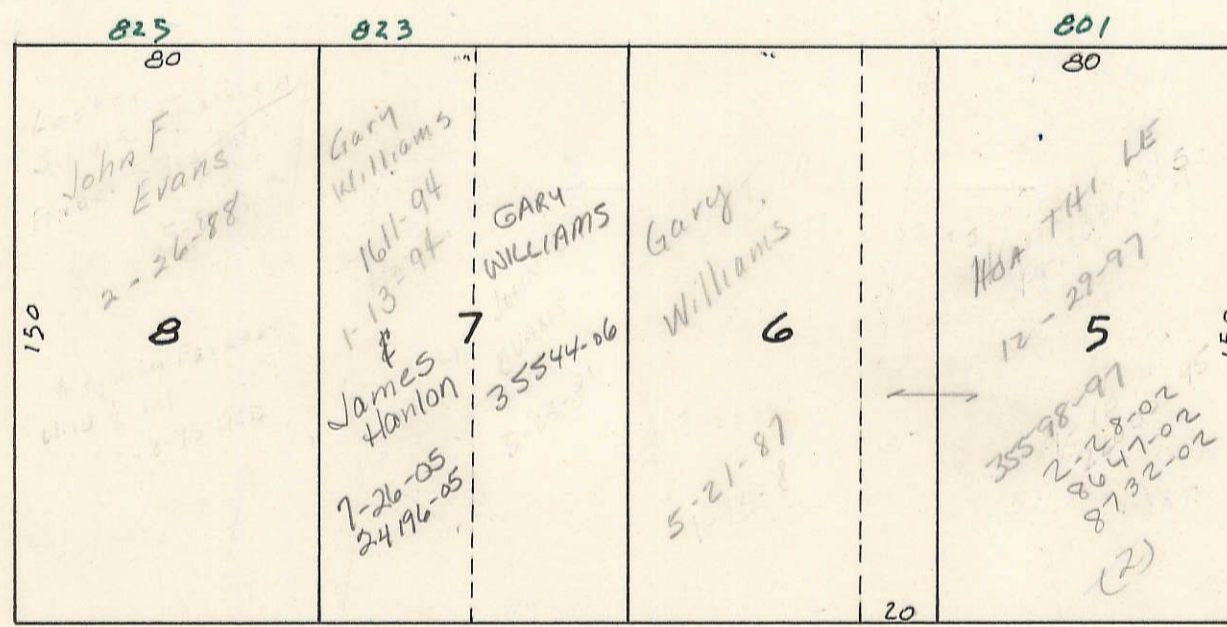 825
823
801
80
John F.
Evans
2-26-88
150
8
"
Gary
Williams
1611-94
1-13-94
&
James
Hanlon
7-26-05
24196-05
7
GARY
WILLIAMS
35544-06
"
Gary
Williams
6
5-21-87
20
80
HOA THI LE
12-29-97
5
150
35598-97
2-28-02
8647-02
8732-02
(2)